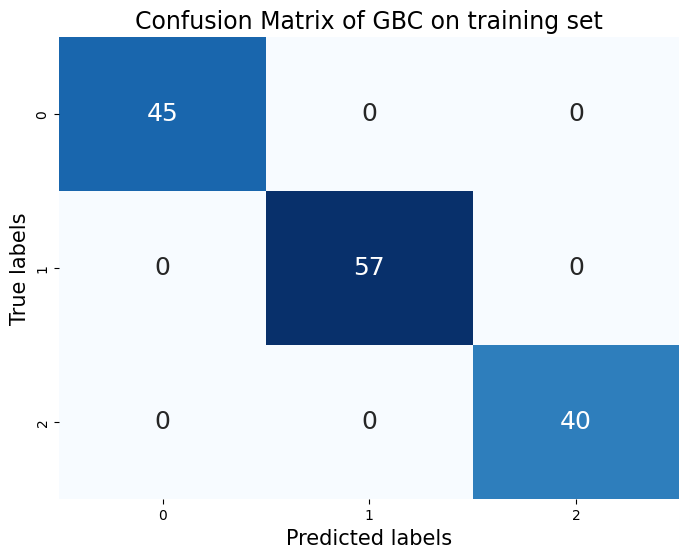 Confusion Matrix of GBC on training set
True labels
0
45 0 0
1
0 57 0
2
0 0 40
0 1 2
Predicted labels